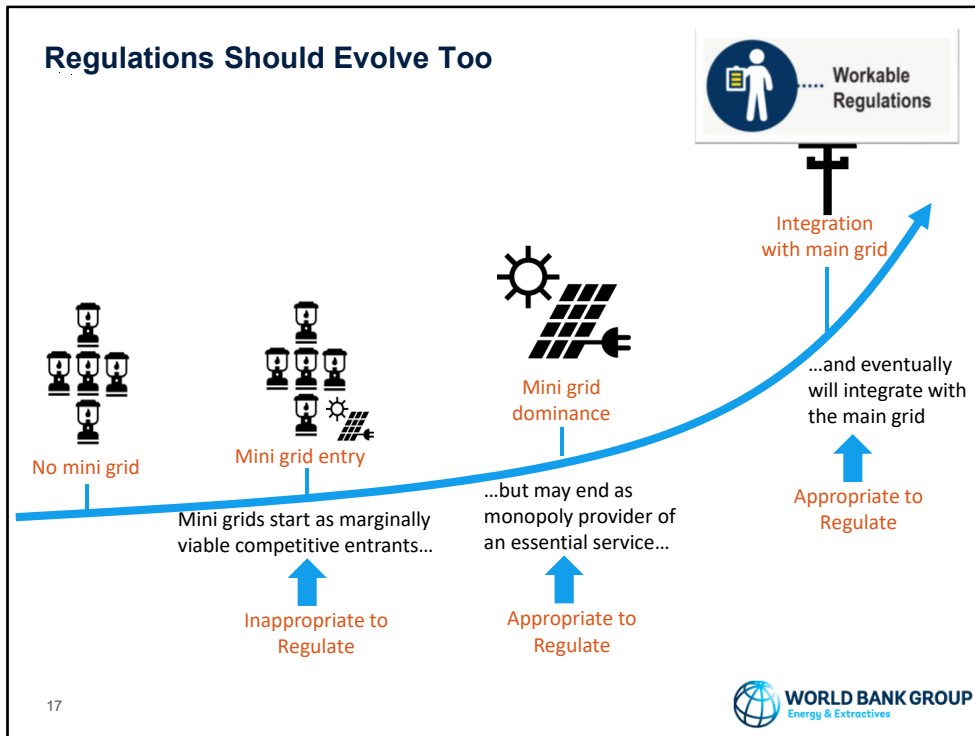 Regulations Should Evolve Too
Workable
Regulations
Integration
with main grid
Mini grid
dominance
...and eventually
will integrate with
the main grid
No mini grid
Mini grid entry
Appropriate to
Regulate
Mini grids start as marginally
viable competitive entrants...
...but may end as
monopoly provider of
an essential service...
Inappropriate to
Regulate
Appropriate to
Regulate
17
WORLD BANK GROUP
Energy & Extractives